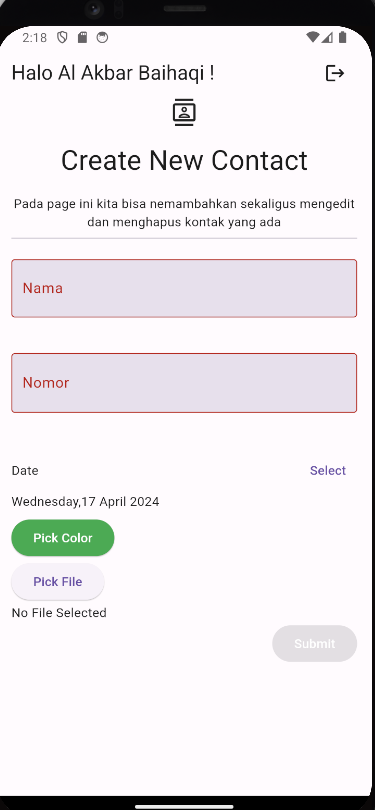 2:18
Halo Al Akbar Baihaqi !
Create New Contact
Pada page ini kita bisa nemambahkan sekaligus mengedit
dan menghapus kontak yang ada
Nama
Nomor
Date
Select
Wednesday,17 April 2024
Pick Color
Pick File
No File Selected
Submit